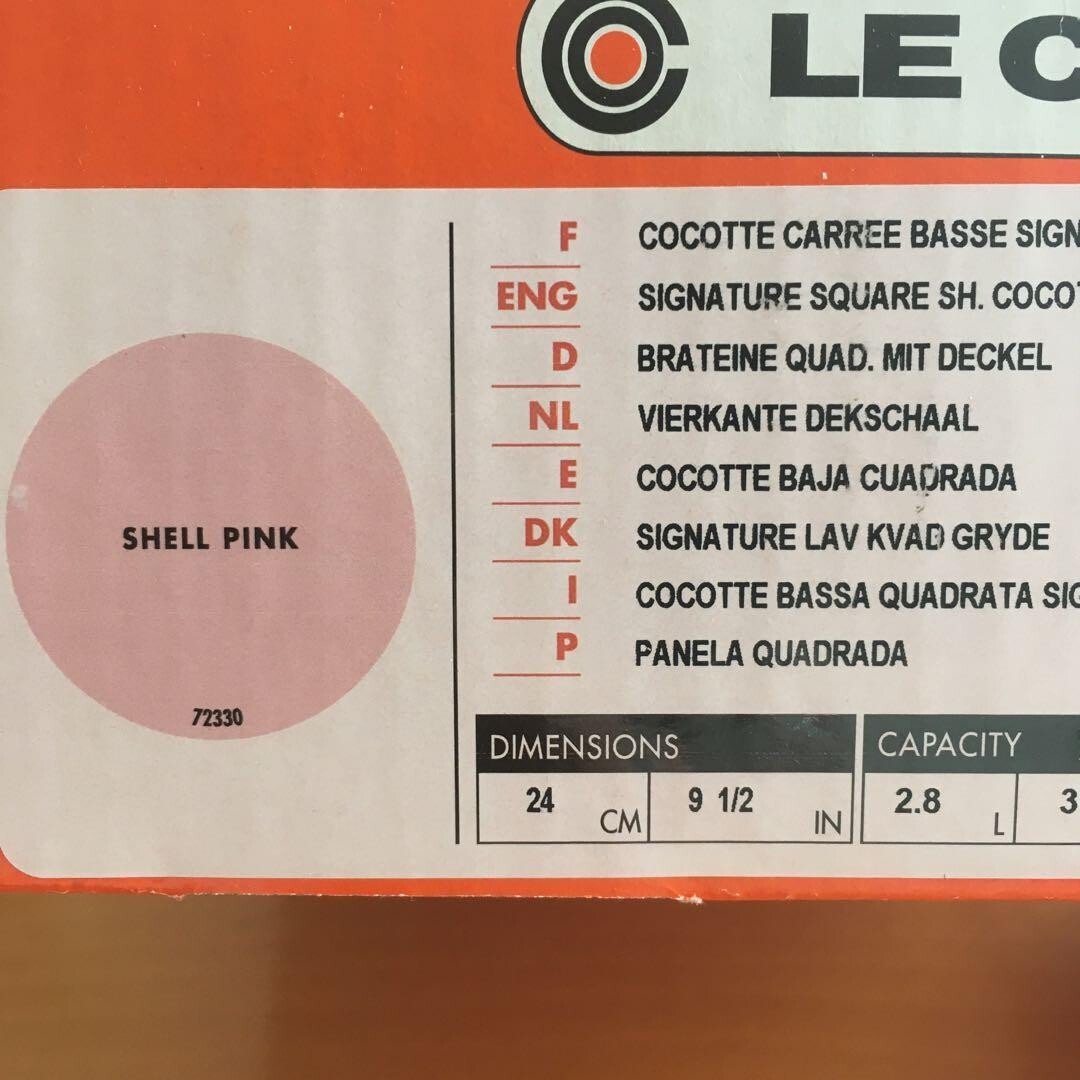 LE C
F COCOTTE CARREE BASSE SIGN
ENG SIGNATURE SQUARE SH. COCOT
D BRATEINE QUAD. MIT DECKEL
NL VIERKANTE DEKSCHAAL
E COCOTTE BAJA CUADRADA
DK SIGNATURE LAV KVAD GRYDE
I COCOTTE BASSA QUADRATA SIG
P PANELA QUADRADA
SHELL PINK
72330
DIMENSIONS CAPACITY
24 CM 9 1/2 IN 2.8 L 3